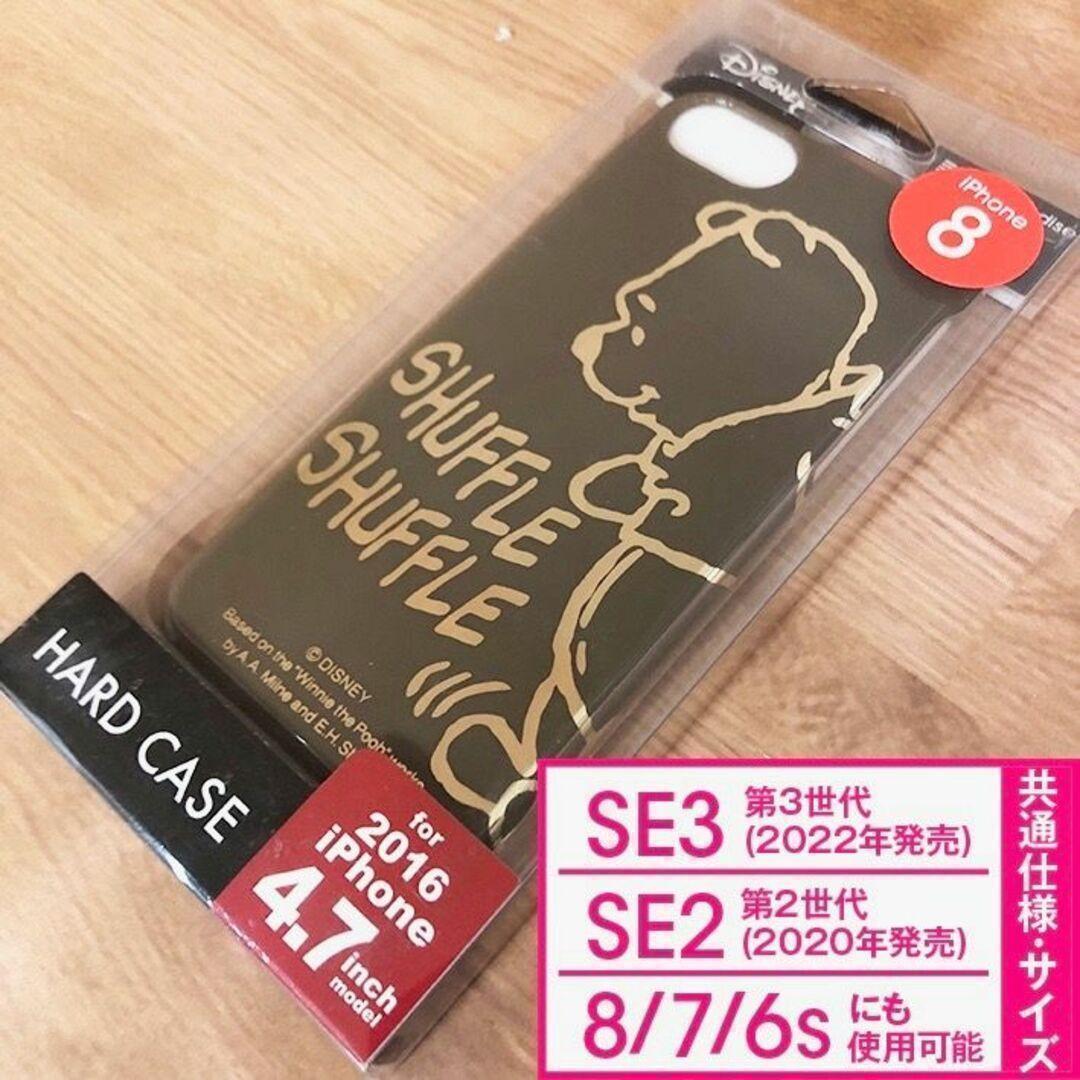 Disney
iPhone
8
SHUFFLE
SHUFFLE
© DISNEY
Based on the "Winnie the Pooh" works
by A.A. Milne and E.H.
HARD CASE
for
2016
iPhone
4.7
inch
model
SE3 第3世代
(2022年発売)
SE2 第2世代
(2020年発売)
8/7/6s にも
使用可能
共通仕様・サイズ